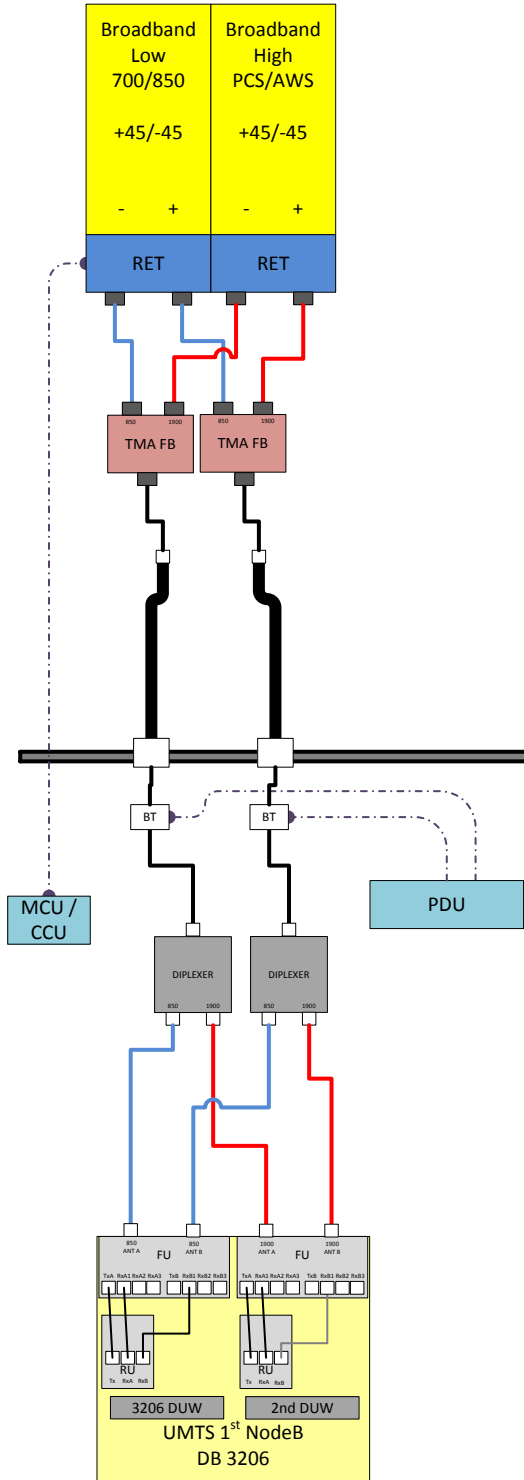 Broadband
Low
700/850
+45/-45
- +
Broadband
High
PCS/AWS
+45/-45
- +
RET
RET
850 1900
TMA FB
850 1900
TMA FB
BT
BT
MCU /
CCU
PDU
DIPLEXER
850 1900
DIPLEXER
850 1900
850
ANT A
850
ANT B
FU
TxA RxA1 RxA2 RxA3 TxB RxB1 RxB2 RxB3
1900
ANT A
1900
ANT B
FU
TxA RxA1 RxA2 RxA3 TxB RxB1 RxB2 RxB3
RU
Tx RxA RxB
RU
Tx RxA RxB
3206 DUW
2nd DUW
UMTS 1st NodeB
DB 3206